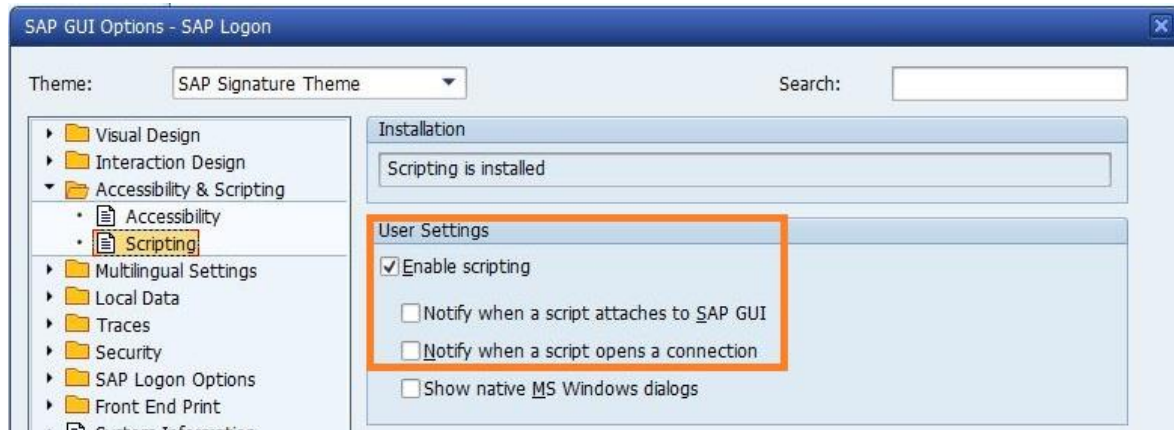 SAP GUI Options - SAP Logon
Theme: SAP Signature Theme Search:
Visual Design
Interaction Design
Accessibility & Scripting
Accessibility
Scripting
Multilingual Settings
Local Data
Traces
Security
SAP Logon Options
Front End Print
Installation
Scripting is installed
User Settings
Enable scripting
Notify when a script attaches to SAP GUI
Notify when a script opens a connection
Show native MS Windows dialogs